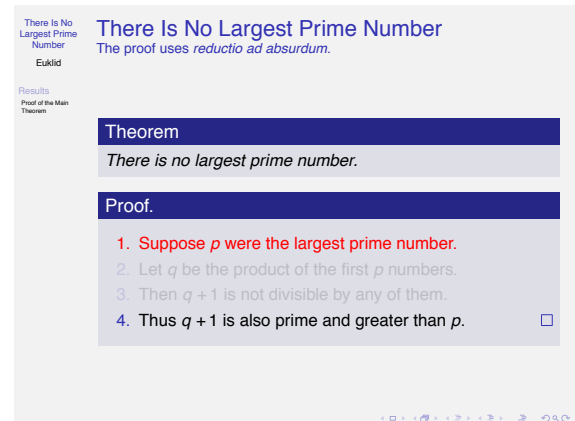 There Is No
Largest Prime
Number
Euklid
Results
Proof of the Main
Theorem
There Is No Largest Prime Number
The proof uses reductio ad absurdum.
Theorem
There is no largest prime number.
Proof.
1. Suppose p were the largest prime number.
2. Let q be the product of the first p numbers.
3. Then q + 1 is not divisible by any of them.
4. Thus q + 1 is also prime and greater than p. □